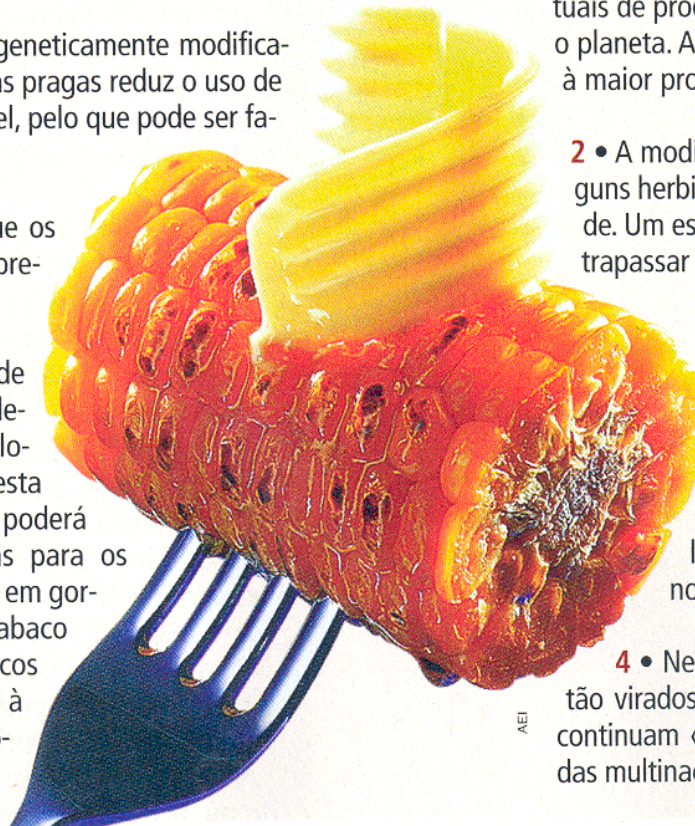 geneticamente modifica-
as pragas reduz o uso de
el, pelo que pode ser fa-
ue os
pre-
de
de-
lo-
esta
poderá
as para os
em gor-
abaco
cos
à
tuais de pro
o planeta. A
à maior pro
2 • A modi
guns herbi
de. Um es
trapassar
no
4 • Ne
tão virados
continuam «
das multina
AEI